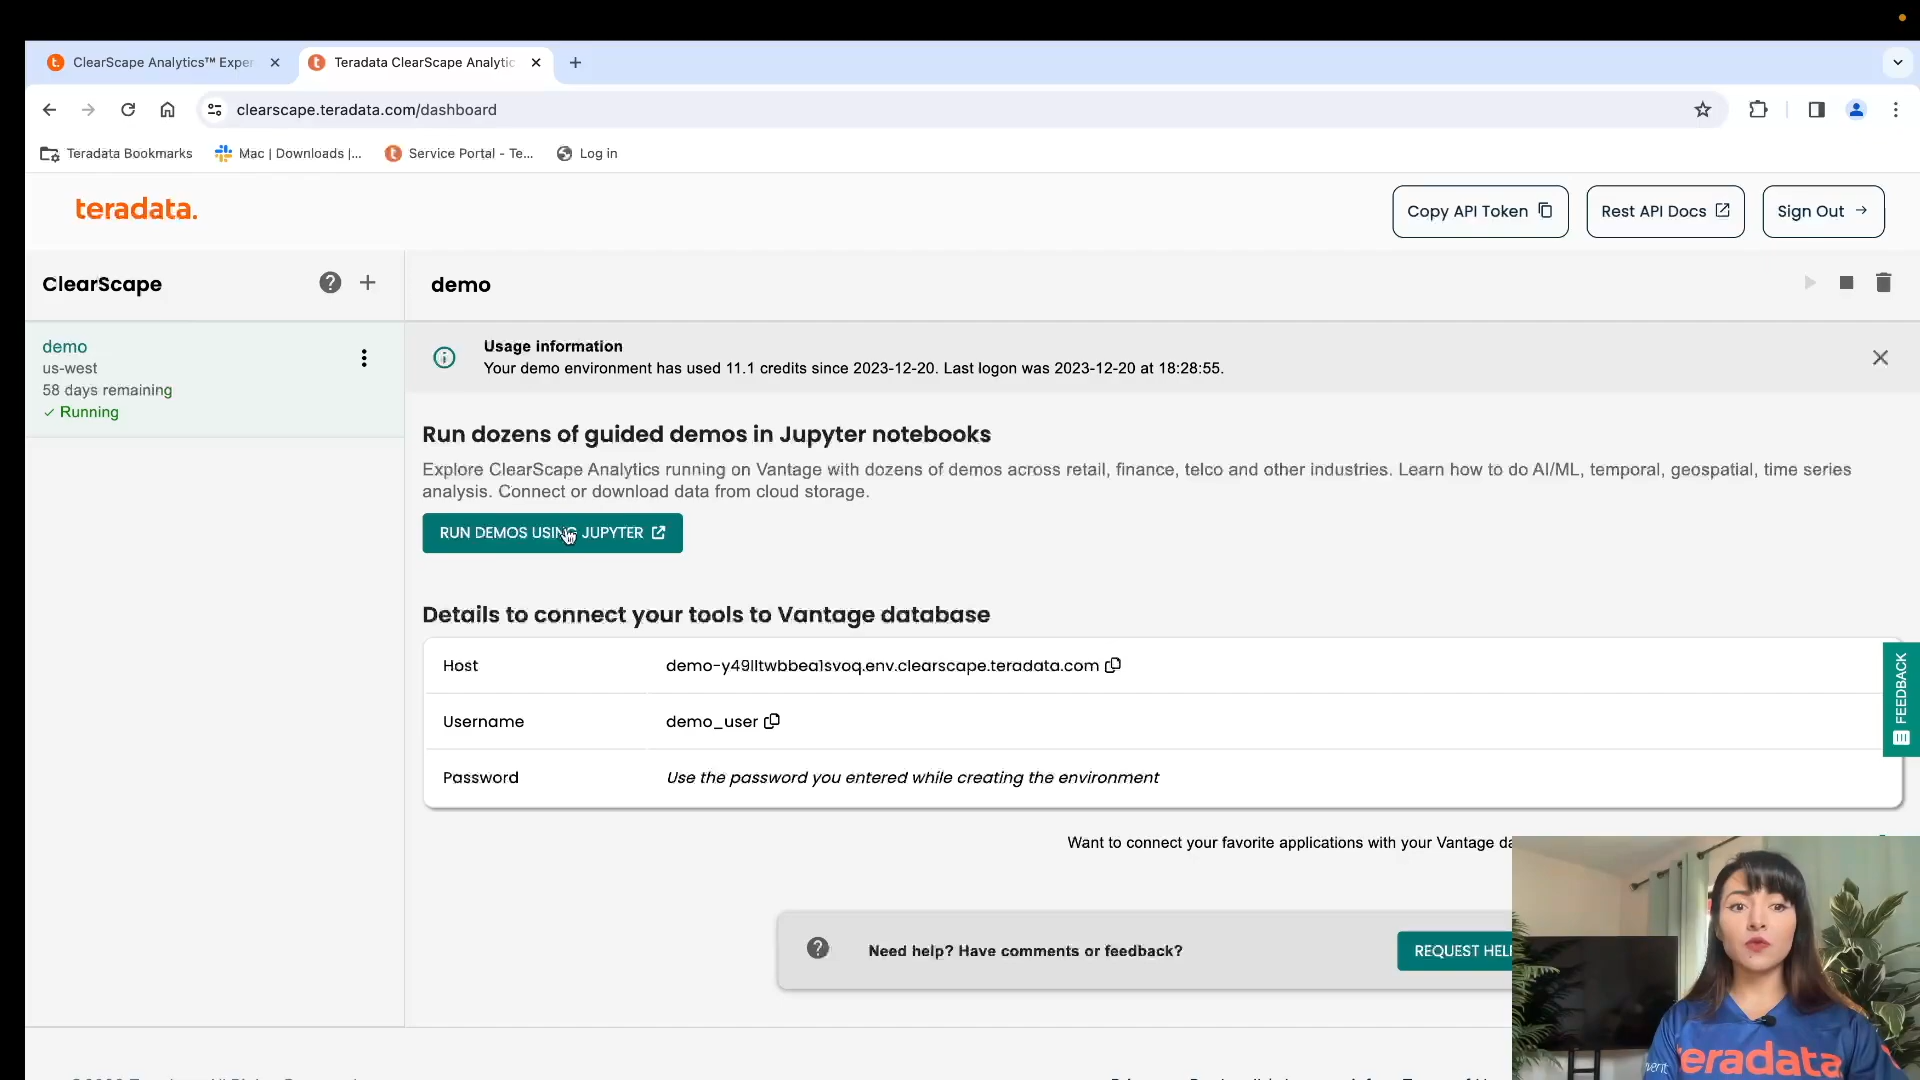 ClearScape Analytics™ Exper
Teradata ClearScape Analytic
clearscape.teradata.com/dashboard
Teradata Bookmarks
Mac | Downloads |...
Service Portal - Te...
Log in
teradata.
Copy API Token
Rest API Docs
Sign Out
ClearScape
demo
us-west
58 days remaining
Running
demo
Usage information
Your demo environment has used 11.1 credits since 2023-12-20. Last logon was 2023-12-20 at 18:28:55.
Run dozens of guided demos in Jupyter notebooks
Explore ClearScape Analytics running on Vantage with dozens of demos across retail, finance, telco and other industries. Learn how to do AI/ML, temporal, geospatial, time series
analysis. Connect or download data from cloud storage.
RUN DEMOS USING JUPYTER
Details to connect your tools to Vantage database
Host demo-y49lltwbbea1svoq.env.clearscape.teradata.com
Username demo_user
Password Use the password you entered while creating the environment
FEEDBACK
Want to connect your favorite applications with your Vantage da
Need help? Have comments or feedback?
REQUEST HELP
teradata